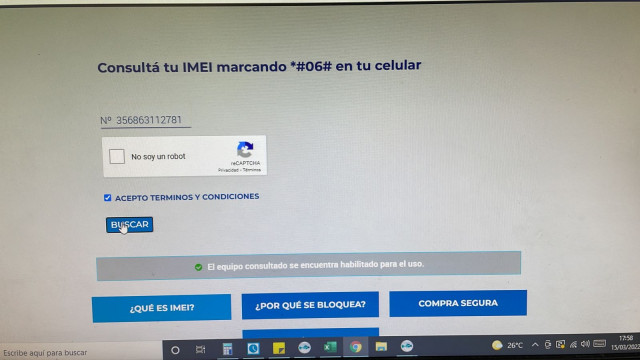 Consultá tu IMEI marcando *#06# en tu celular
Nº 356863112781
No soy un robot
reCAPTCHA
Privacidad - Términos
ACEPTO TERMINOS Y CONDICIONES
BUSCAR
El equipo consultado se encuentra habilitado para el uso.
¿QUÉ ES IMEI?
¿POR QUÉ SE BLOQUEA?
COMPRA SEGURA
Escribe aquí para buscar
26°C
17:58
15/03/2022